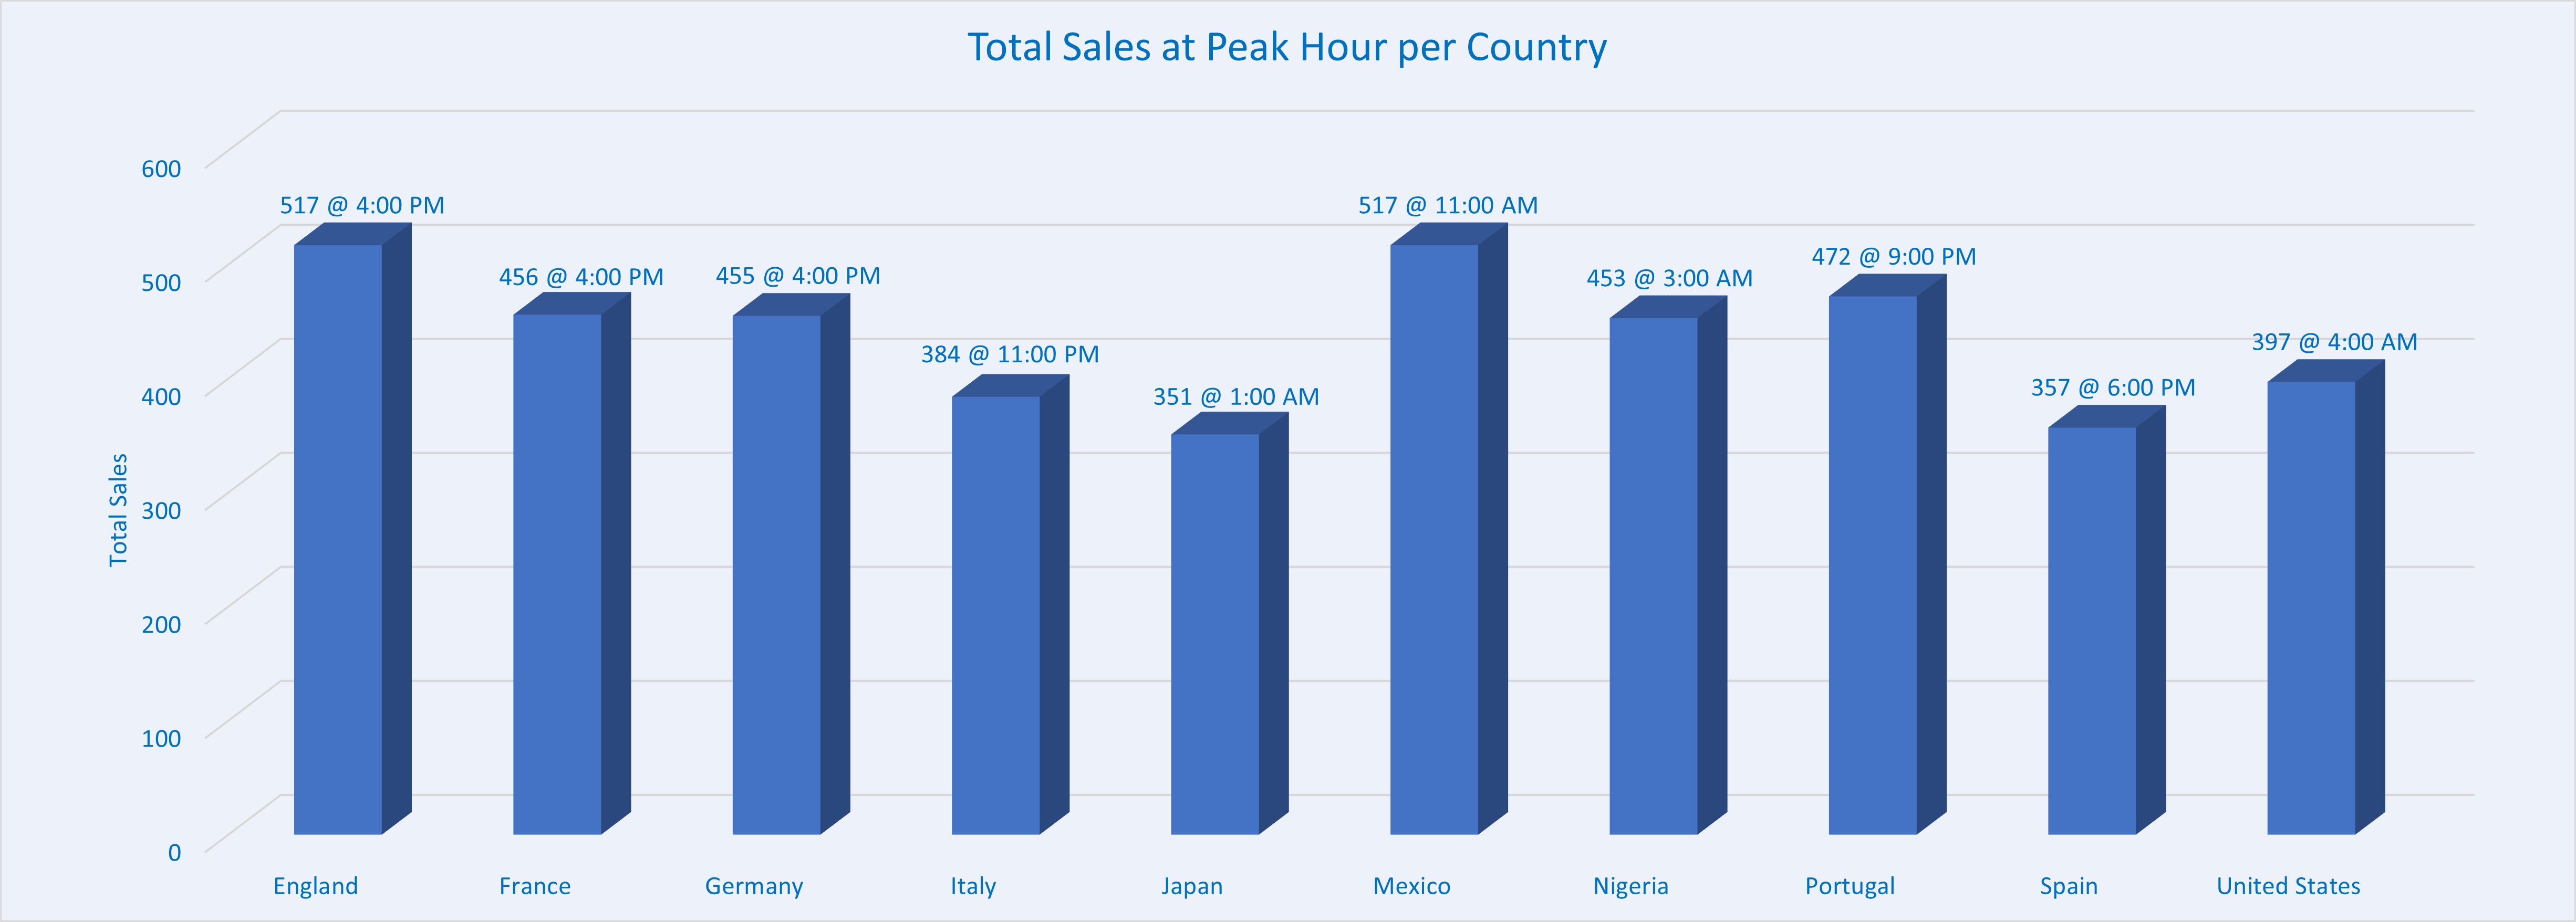 Total Sales at Peak Hour per Country
Total Sales
600
500
400
300
200
100
0
517 @ 4:00 PM
456 @ 4:00 PM
455 @ 4:00 PM
384 @ 11:00 PM
351 @ 1:00 AM
517 @ 11:00 AM
453 @ 3:00 AM
472 @ 9:00 PM
357 @ 6:00 PM
397 @ 4:00 AM
England
France
Germany
Italy
Japan
Mexico
Nigeria
Portugal
Spain
United States